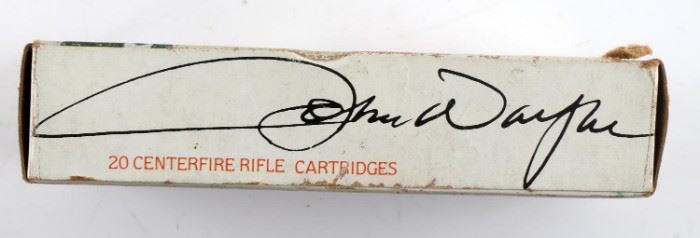 John Wayne
20 CENTERFIRE RIFLE CARTRIDGES